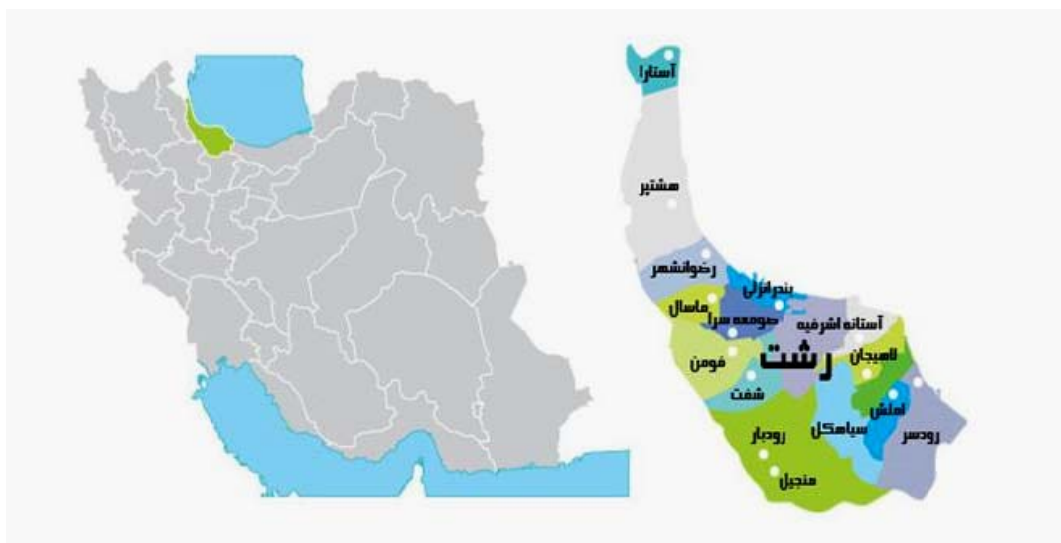 آستارا
هشتپر
رضوانشهر
بندرانزلی
ماسال
صومعه سرا
آستانه اشرفیه
رشت
لاهیجان
فومن
شفت
املش
رودبار
سیاهکل
رودسر
منجیل